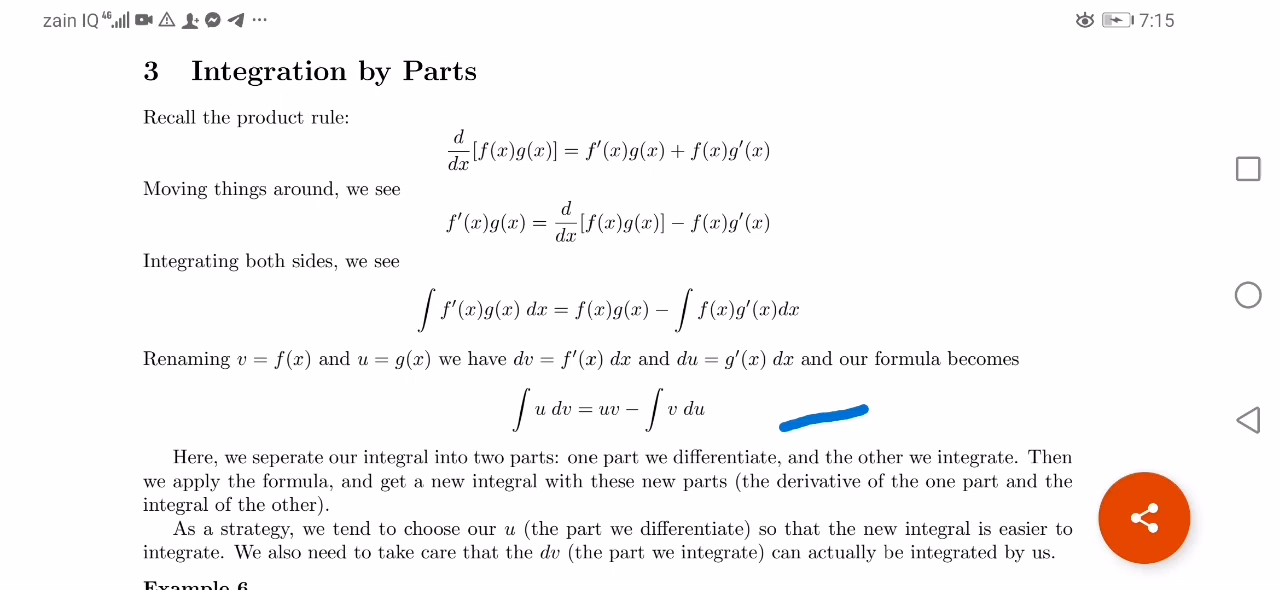 zain IQ 46 ... 7:15
3 Integration by Parts
Recall the product rule:
d/dx [f(x)g(x)] = f′(x)g(x) + f(x)g′(x)
Moving things around, we see
f′(x)g(x) = d/dx [f(x)g(x)] − f(x)g′(x)
Integrating both sides, we see
∫ f′(x)g(x) dx = f(x)g(x) − ∫ f(x)g′(x)dx
Renaming v = f(x) and u = g(x) we have dv = f′(x) dx and du = g′(x) dx and our formula becomes
∫ u dv = uv − ∫ v du
Here, we seperate our integral into two parts: one part we differentiate, and the other we integrate. Then
we apply the formula, and get a new integral with these new parts (the derivative of the one part and the
integral of the other).
As a strategy, we tend to choose our u (the part we differentiate) so that the new integral is easier to
integrate. We also need to take care that the dv (the part we integrate) can actually be integrated by us.
Example 6